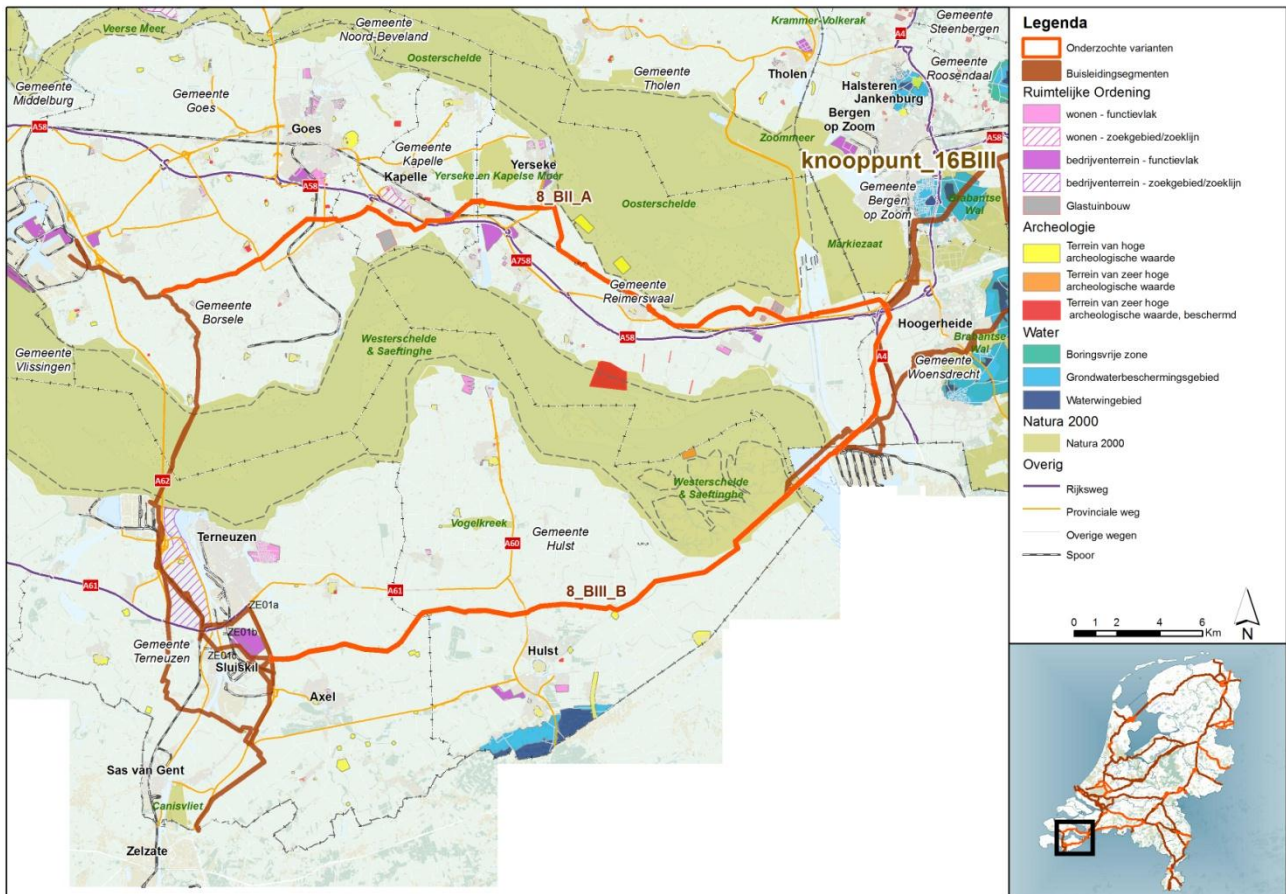 Veerse Meer
Gemeente
Noord-Beveland
Oosterschelde
Gemeente
Middelburg
Gemeente
Goes
A58
Goes
Gemeente
Kapelle
Kapelle
A58
Yerseke
Yerseke en Kapelse Meer
8_BII_A
A758
Gemeente
Tholen
Krammer-Volkerak
Tholen
A4
Gemeente
Steenbergen
Gemeente
Roosendaal
Halsteren
Jankenburg
Bergen
op Zoom
Zoommeer
A58
knooppunt_16BIII
Gemeente
Bergen
op Zoom
Brabantse
Wal
Oosterschelde
Markiezaat
Gemeente
Reimerswaal
A58
Hoogerheide
A4
Brabantse
Wal
Gemeente
Woensdrecht
Gemeente
Borsele
Gemeente
Vlissingen
Westerschelde
& Saeftinghe
Westerschelde
& Saeftinghe
A62
Terneuzen
Vogelkreek
Gemeente
Hulst
A60
A61
A61
8_BIII_B
ZE01a
ZE01b
Gemeente
Terneuzen
Sluiskil
Axel
Hulst
Sas van Gent
Canisvliet
Zelzate
Legenda
Onderzochte varianten
Buisleidingsegmenten
Ruimtelijke Ordening
wonen - functievlak
wonen - zoekgebied/zoeklijn
bedrijventerrein - functievlak
bedrijventerrein - zoekgebied/zoeklijn
Glastuinbouw
Archeologie
Terrein van hoge
archeologische waarde
Terrein van zeer hoge
archeologische waarde
Terrein van zeer hoge
archeologische waarde, beschermd
Water
Boringsvrije zone
Grondwaterbeschermingsgebied
Waterwingebied
Natura 2000
Natura 2000
Overig
Rijksweg
Provinciale weg
Overige wegen
Spoor
0 1 2 4 6
Km
N